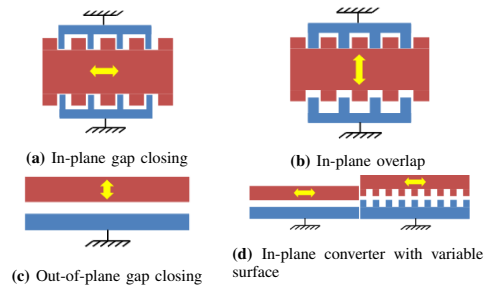 (a) In-plane gap closing
(b) In-plane overlap
(c) Out-of-plane gap closing
(d) In-plane converter with variable
surface